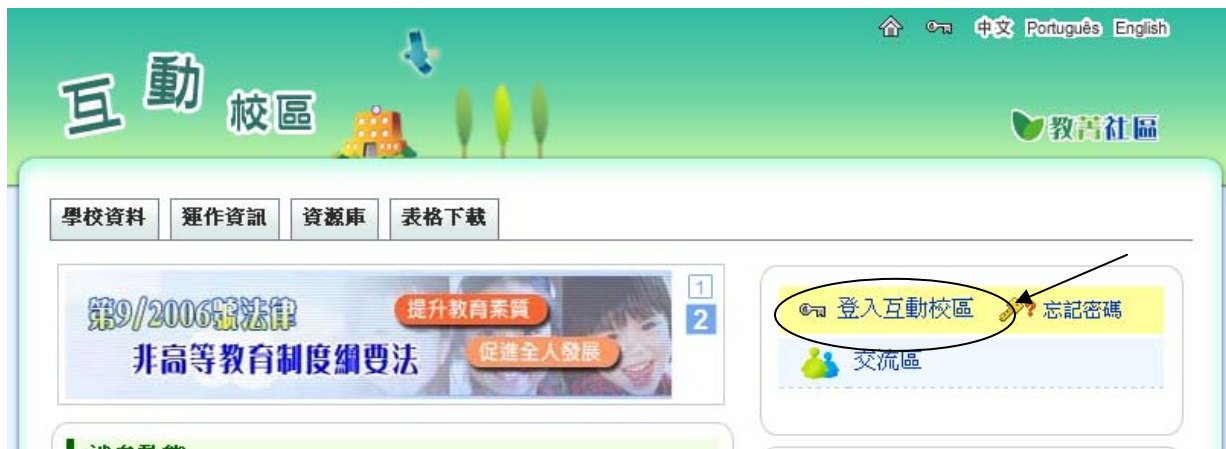 中文 Português English
互動校區
教菁社區
學校資料 運作資訊 資源庫 表格下載
第9/2006號法律
非高等教育制度綱要法
提升教育素質
促進全人發展
1
2
登入互動校區 忘記密碼
交流區